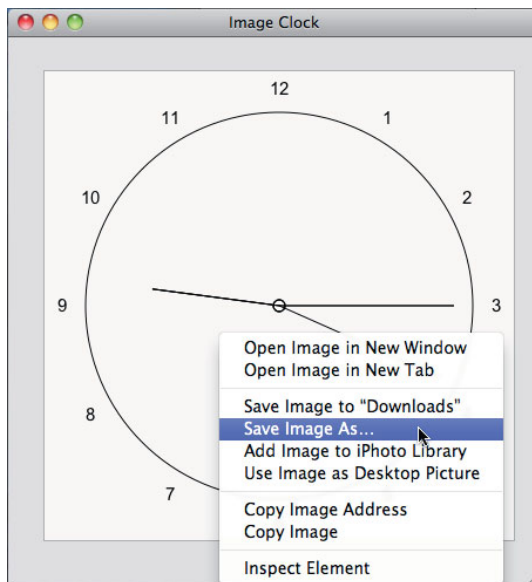 Image Clock
12
11
1
10
2
9
3
8
7
Open Image in New Window
Open Image in New Tab
Save Image to "Downloads"
Save Image As...
Add Image to iPhoto Library
Use Image as Desktop Picture
Copy Image Address
Copy Image
Inspect Element